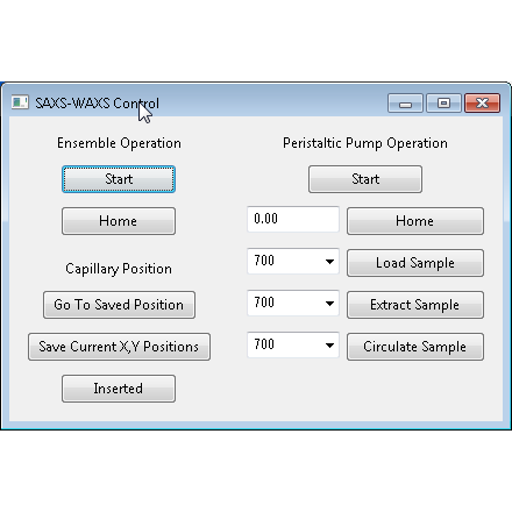 SAXS-WAXS Control
Ensemble Operation
Start
Home
Capillary Position
Go To Saved Position
Save Current X,Y Positions
Inserted
Peristaltic Pump Operation
Start
0.00 Home
700 Load Sample
700 Extract Sample
700 Circulate Sample